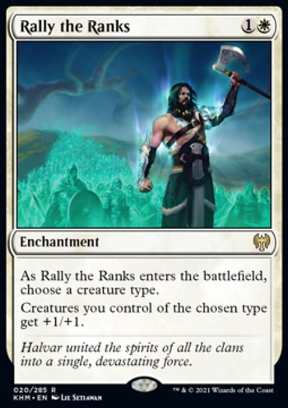 Rally the Ranks 1
Enchantment
As Rally the Ranks enters the battlefield,
choose a creature type.
Creatures you control of the chosen type
get +1/+1.
Halvar united the spirits of all the clans
into a single, devastating force.
020/285 R
KHM • EN Lie Setiawan
™ & © 2021 Wizards of the Coast